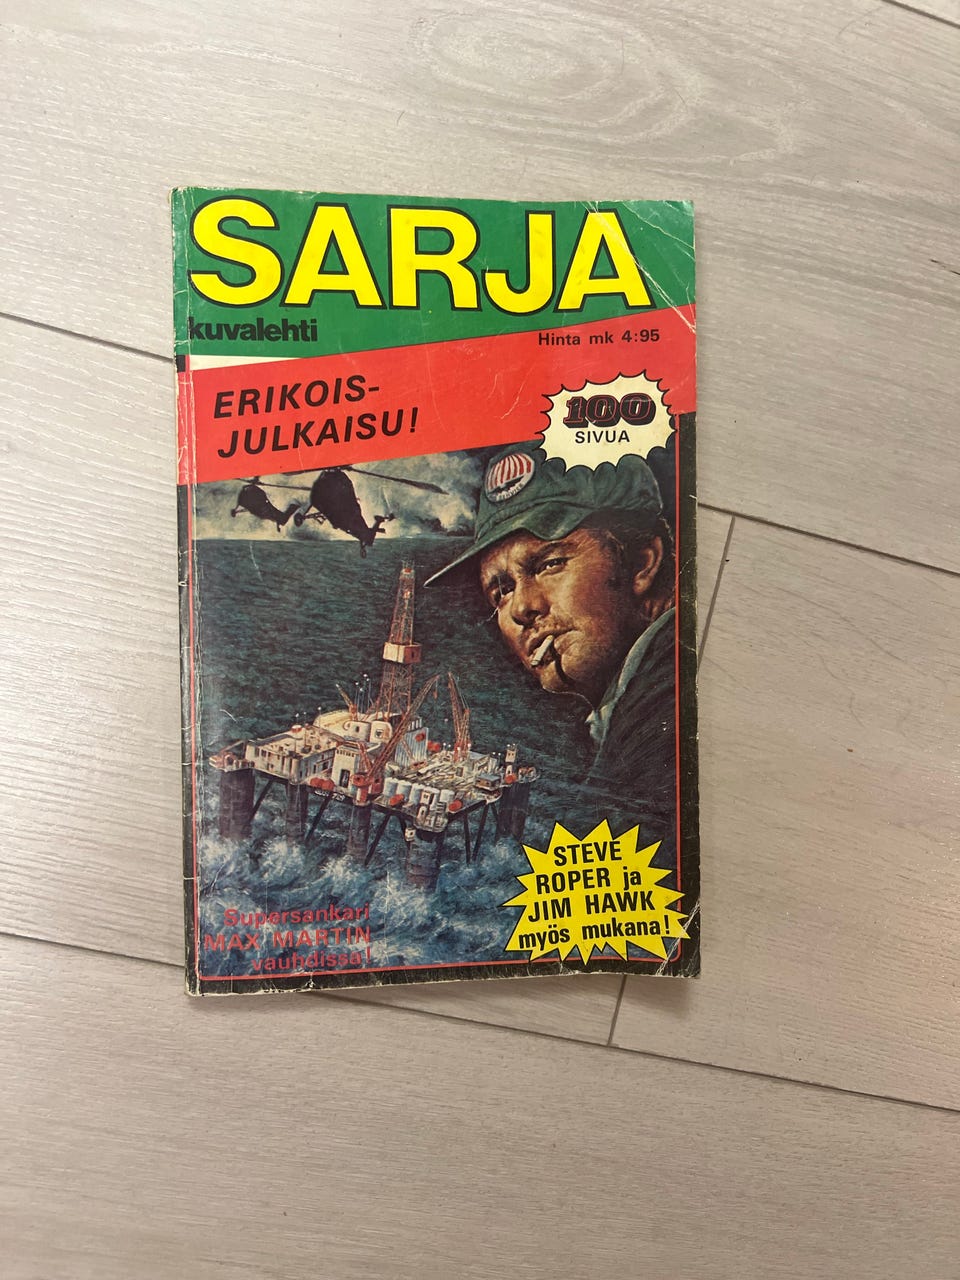 SARJA
kuvalehti
Hinta mk 4:95
ERIKOIS-
JULKAISU!
100
SIVUA
STEVE
ROPER ja
JIM HAWK
myös mukana!
Supersankari
MAX MARTIN
vauhdissa!